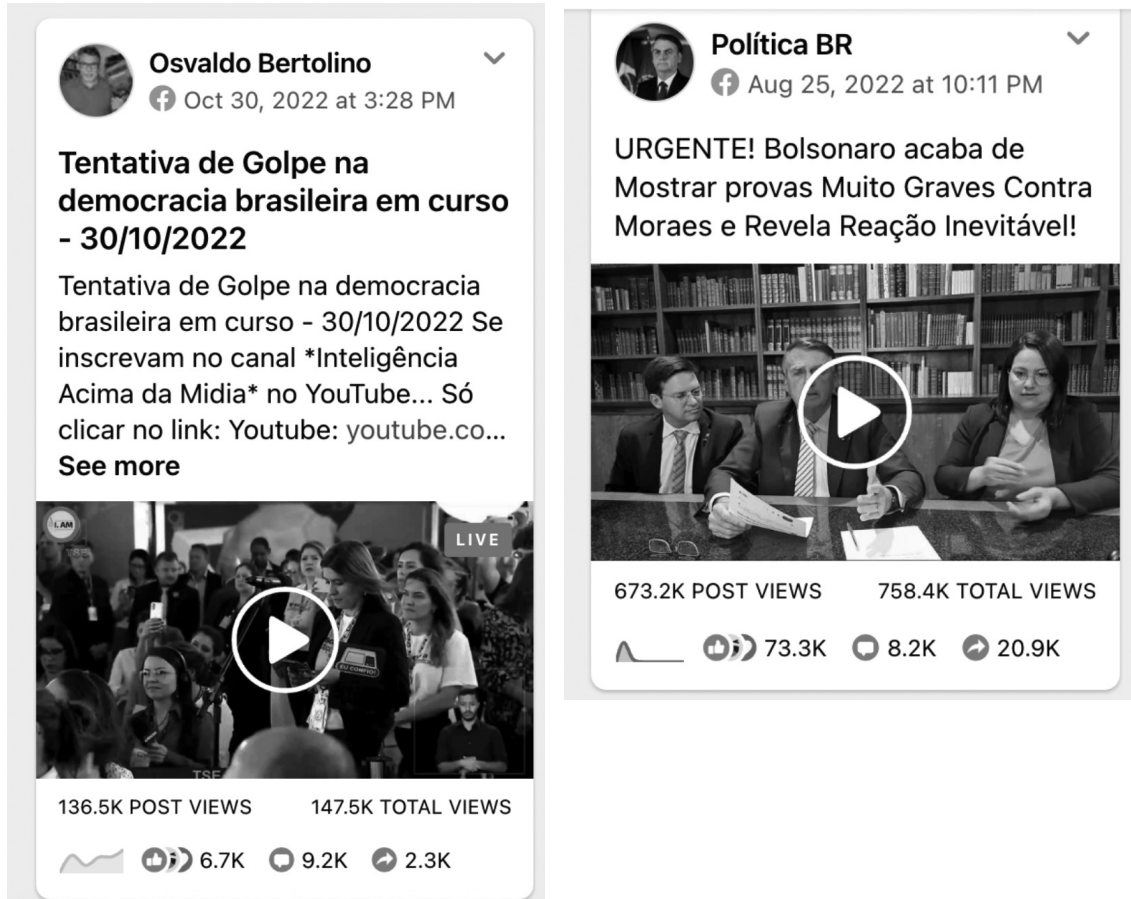 Osvaldo Bertolino
Oct 30, 2022 at 3:28 PM
Tentativa de Golpe na
democracia brasileira em curso
- 30/10/2022
Tentativa de Golpe na democracia
brasileira em curso - 30/10/2022 Se
inscrevam no canal *Inteligência
Acima da Midia* no YouTube... Só
clicar no link: Youtube: youtube.co...
See more
I.AM
TSE
LIVE
EU CONFIO!
TSE
136.5K POST VIEWS 147.5K TOTAL VIEWS
6.7K 9.2K 2.3K
Política BR
Aug 25, 2022 at 10:11 PM
URGENTE! Bolsonaro acaba de
Mostrar provas Muito Graves Contra
Moraes e Revela Reação Inevitável!
673.2K POST VIEWS 758.4K TOTAL VIEWS
73.3K 8.2K 20.9K